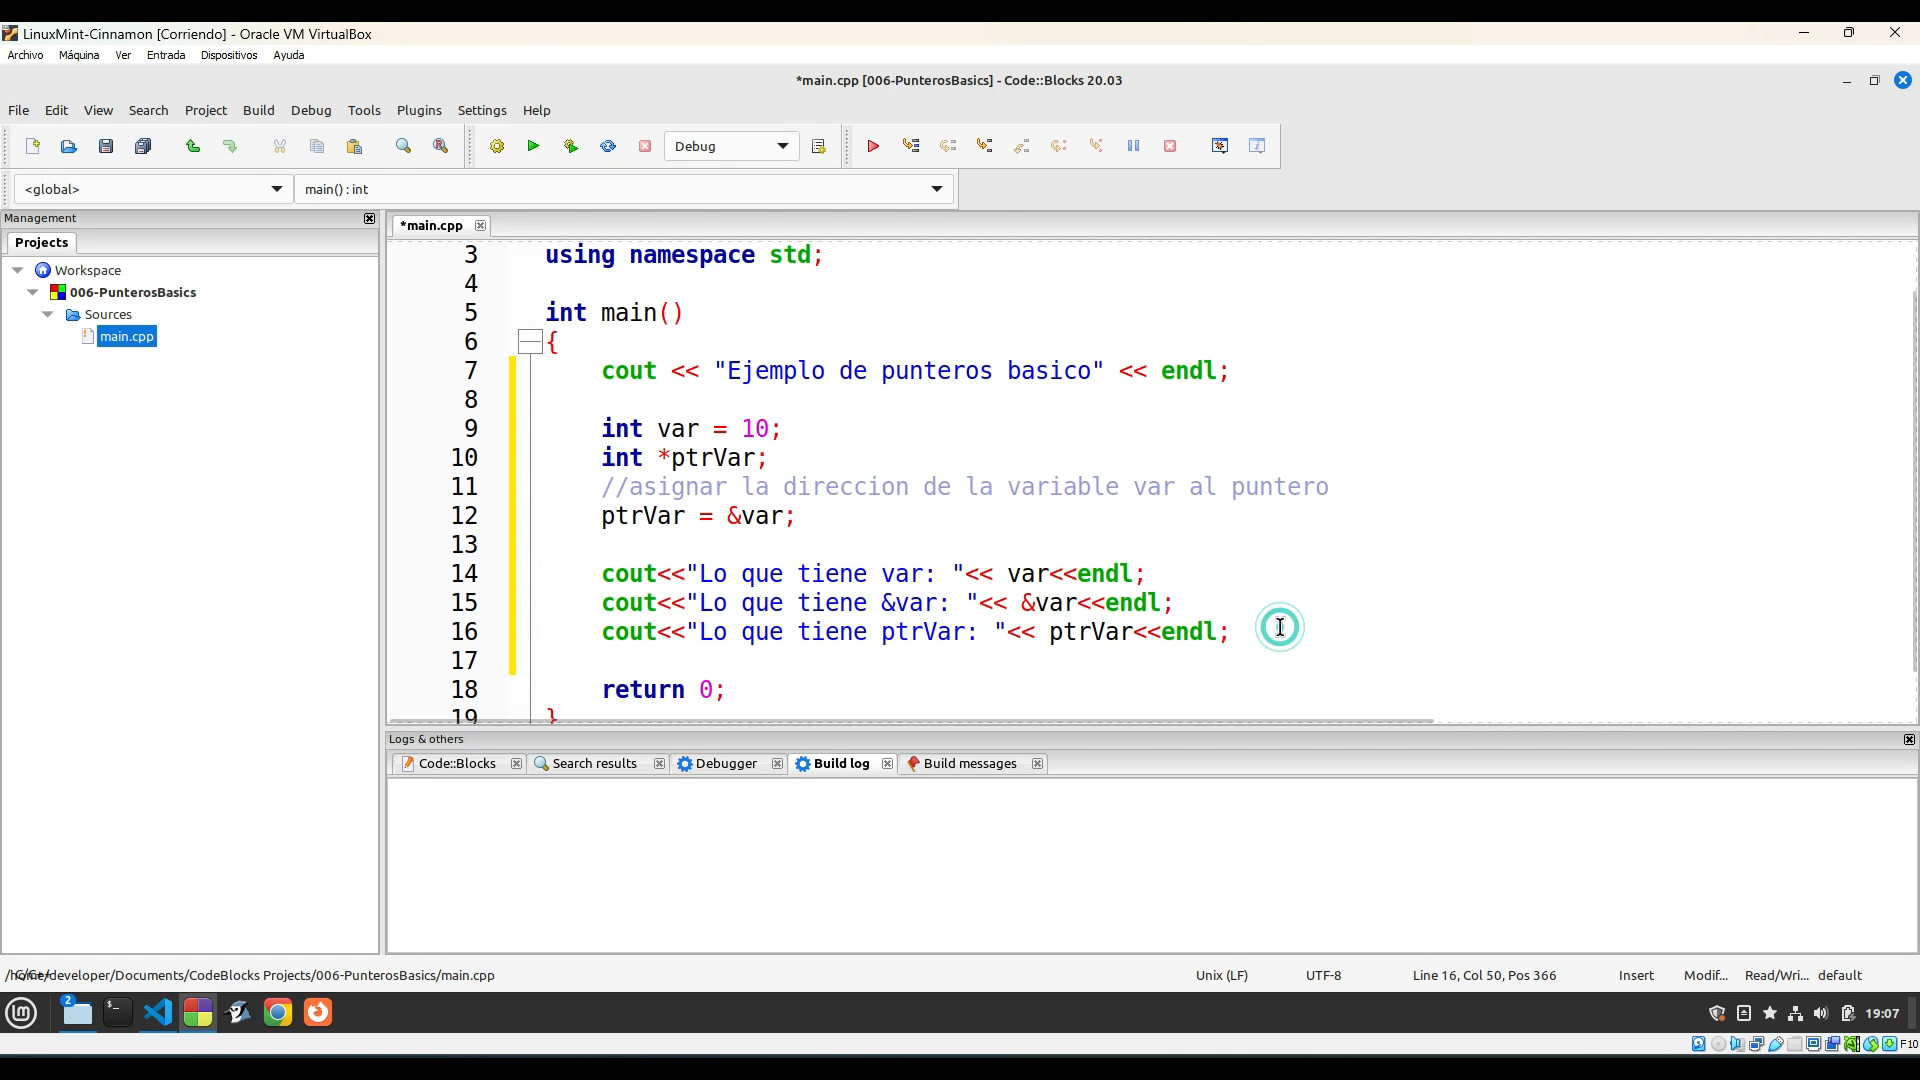 LinuxMint-Cinnamon [Corriendo] - Oracle VM VirtualBox
Archivo Máquina Ver Entrada Dispositivos Ayuda
*main.cpp [006-PunterosBasics] - Code::Blocks 20.03
File Edit View Search Project Build Debug Tools Plugins Settings Help
Debug
<global> main() : int
Management
Projects
Workspace
006-PunterosBasics
Sources
main.cpp
*main.cpp
3 using namespace std;
4
5 int main()
6 {
7 cout << "Ejemplo de punteros basico" << endl;
8
9 int var = 10;
10 int *ptrVar;
11 //asignar la direccion de la variable var al puntero
12 ptrVar = &var;
13
14 cout<<"Lo que tiene var: "<< var<<endl;
15 cout<<"Lo que tiene &var: "<< &var<<endl;
16 cout<<"Lo que tiene ptrVar: "<< ptrVar<<endl;
17
18 return 0;
19 }
Logs & others
Code::Blocks Search results Debugger Build log Build messages
/home/developer/Documents/CodeBlocks Projects/006-PunterosBasics/main.cpp Unix (LF) UTF-8 Line 16, Col 50, Pos 366 Insert Modif... Read/Wri... default
2
19:07
F10